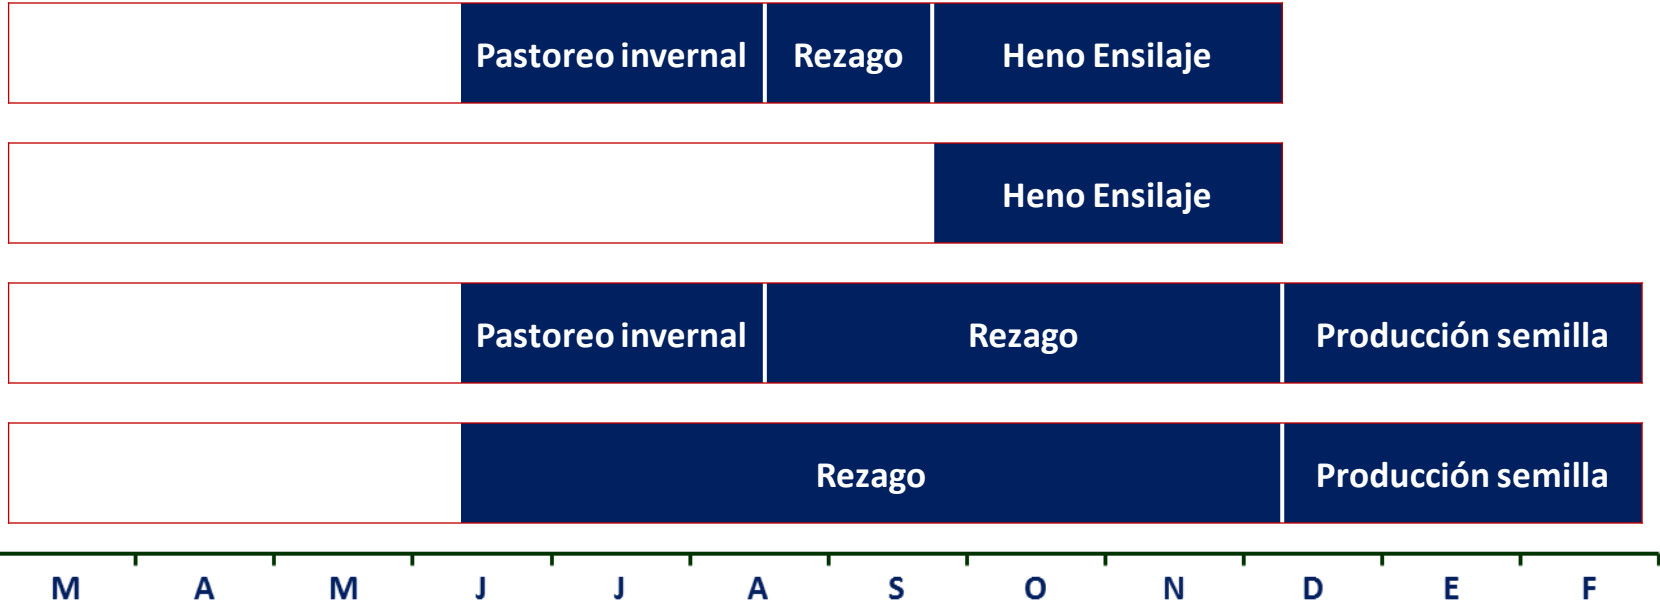 Pastoreo invernal Rezago Heno Ensilaje
Heno Ensilaje
Pastoreo invernal Rezago Producción semilla
Rezago Producción semilla
M A M J J A S O N D E F